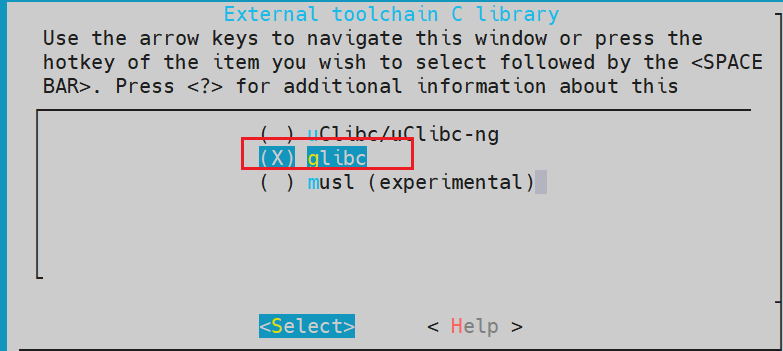 External toolchain C library
Use the arrow keys to navigate this window or press the
hotkey of the item you wish to select followed by the <SPACE
BAR>. Press <?> for additional information about this
( ) uClibc/uClibc-ng
(X) glibc
( ) musl (experimental)
<Select> < Help >